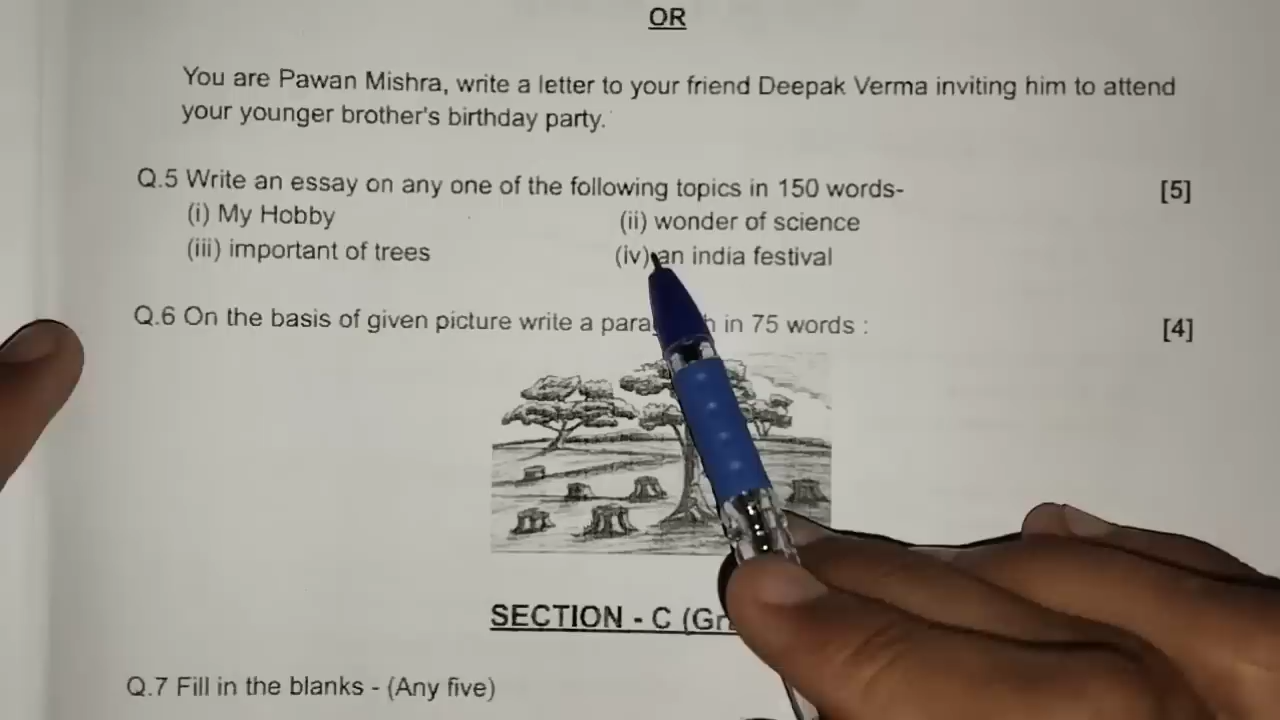 OR
You are Pawan Mishra, write a letter to your friend Deepak Verma inviting him to attend
your younger brother's birthday party.
Q.5 Write an essay on any one of the following topics in 150 words- [5]
(i) My Hobby (ii) wonder of science
(iii) important of trees (iv) an india festival
Q.6 On the basis of given picture write a in 75 words : [4]
SECTION - C
Q.7 Fill in the blanks - (Any five)